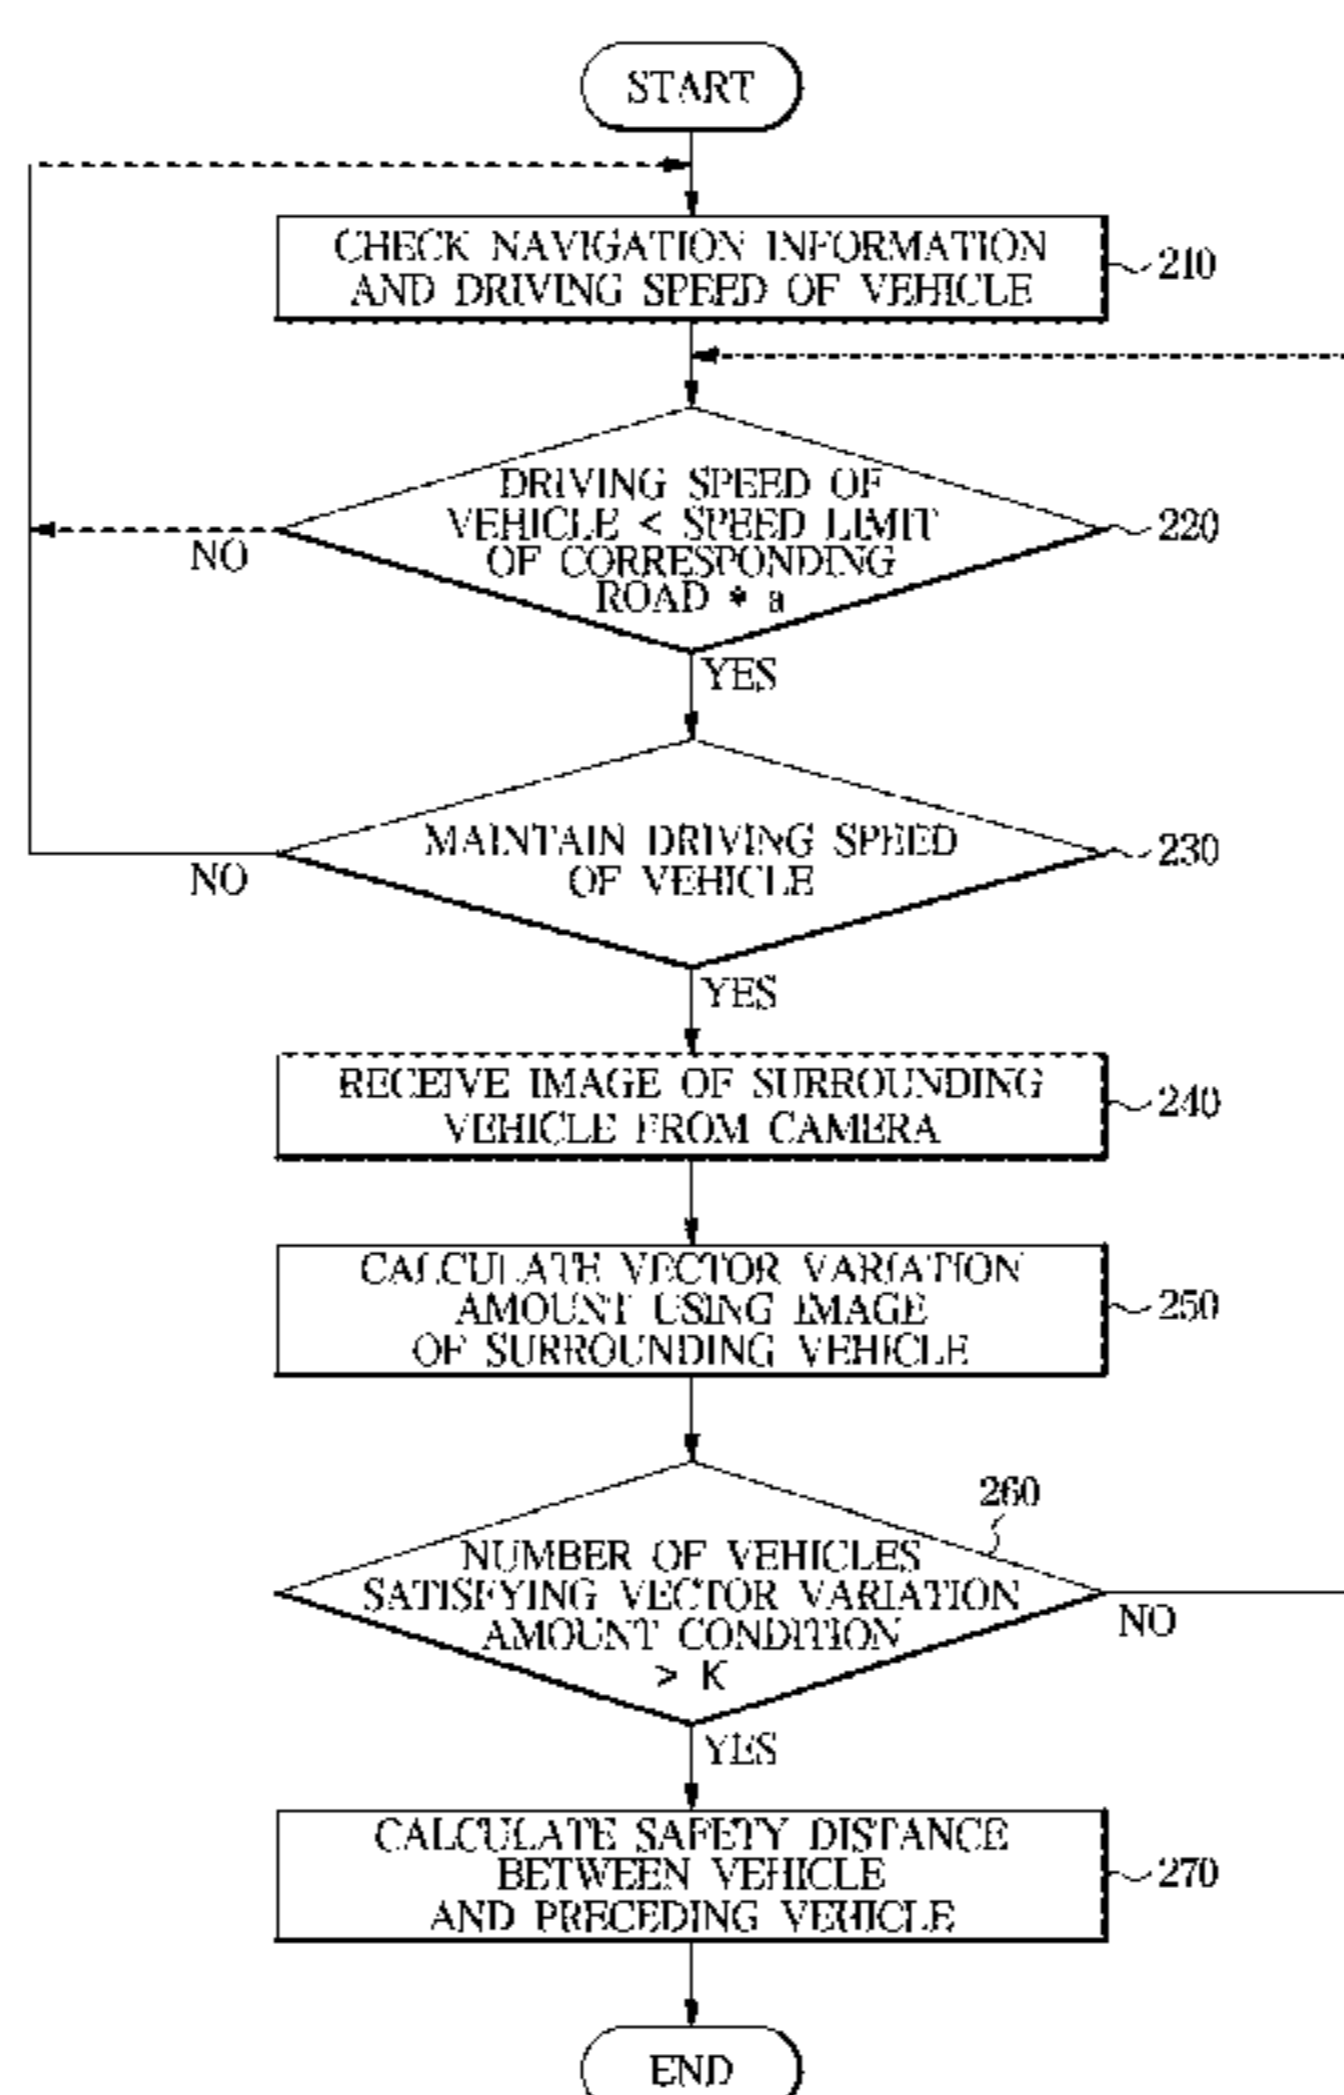 START
CHECK NAVIGATION INFORMATION
AND DRIVING SPEED OF VEHICLE
210
DRIVING SPEED OF
VEHICLE < SPEED LIMIT
OF CORRESPONDING
ROAD * a
220
NO
YES
MAINTAIN DRIVING SPEED
OF VEHICLE
230
NO
YES
RECEIVE IMAGE OF SURROUNDING
VEHICLE FROM CAMERA
240
CALCULATE VECTOR VARIATION
AMOUNT USING IMAGE
OF SURROUNDING VEHICLE
250
260
NUMBER OF VEHICLES
SATISFYING VECTOR VARIATION
AMOUNT CONDITION
> K
NO
YES
CALCULATE SAFETY DISTANCE
BETWEEN VEHICLE
AND PRECEDING VEHICLE
270
END